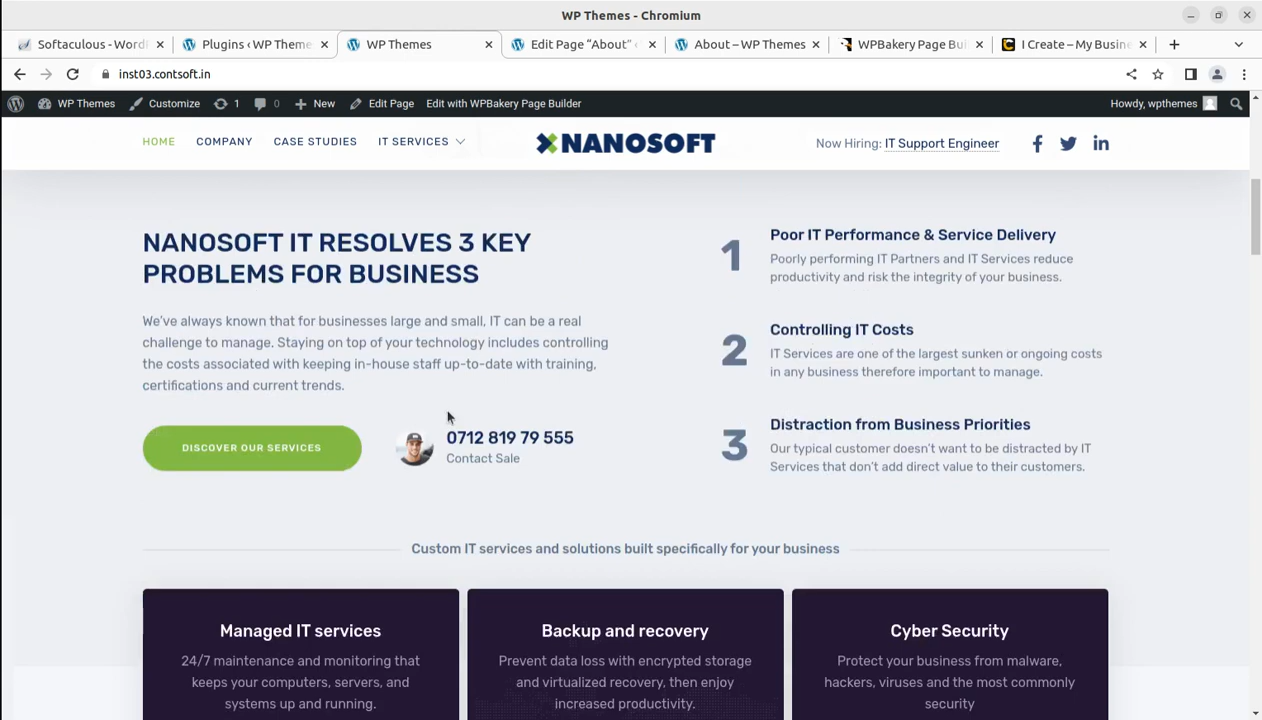 WP Themes - Chromium
Softaculous - Word
Plugins ‹ WP Theme
WP Themes
Edit Page “About” ‹
About – WP Themes
WPBakery Page Bui
I Create – My Busine
inst03.contsoft.in
WP Themes
Customize
1
0
New
Edit Page
Edit with WPBakery Page Builder
Howdy, wpthemes
HOME
COMPANY
CASE STUDIES
IT SERVICES
NANOSOFT
Now Hiring: IT Support Engineer
NANOSOFT IT RESOLVES 3 KEY
PROBLEMS FOR BUSINESS
We’ve always known that for businesses large and small, IT can be a real
challenge to manage. Staying on top of your technology includes controlling
the costs associated with keeping in-house staff up-to-date with training,
certifications and current trends.
DISCOVER OUR SERVICES
0712 819 79 555
Contact Sale
1
Poor IT Performance & Service Delivery
Poorly performing IT Partners and IT Services reduce
productivity and risk the integrity of your business.
2
Controlling IT Costs
IT Services are one of the largest sunken or ongoing costs
in any business therefore important to manage.
3
Distraction from Business Priorities
Our typical customer doesn’t want to be distracted by IT
Services that don’t add direct value to their customers.
Custom IT services and solutions built specifically for your business
Managed IT services
24/7 maintenance and monitoring that
keeps your computers, servers, and
systems up and running.
Backup and recovery
Prevent data loss with encrypted storage
and virtualized recovery, then enjoy
increased productivity.
Cyber Security
Protect your business from malware,
hackers, viruses and the most commonly
security